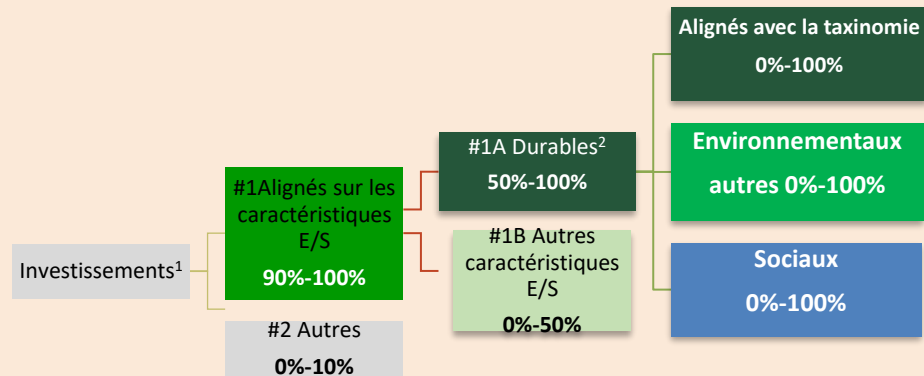 Investissements¹
#1Alignés sur les
caractéristiques
E/S
90%-100%
#2 Autres
0%-10%
#1A Durables²
50%-100%
#1B Autres
caractéristiques
E/S
0%-50%
Alignés avec la taxinomie
0%-100%
Environnementaux
autres 0%-100%
Sociaux
0%-100%